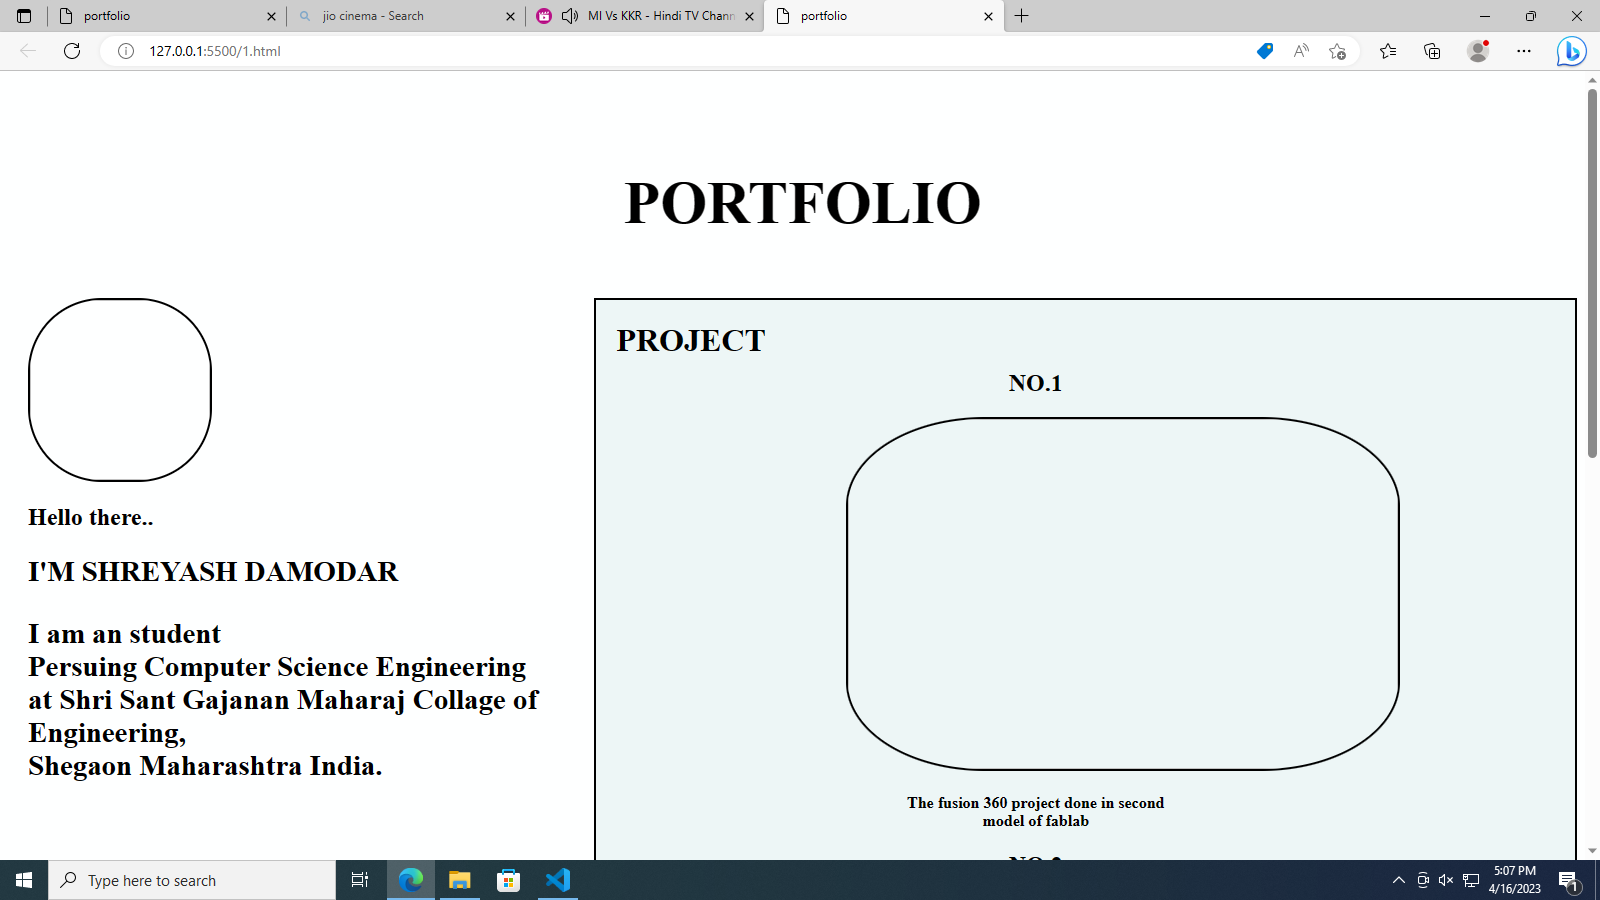 portfolio
jio cinema - Search
MI Vs KKR - Hindi TV Chann
portfolio
127.0.0.1:5500/1.html
PORTFOLIO
Hello there..
I'M SHREYASH DAMODAR
I am an student
Persuing Computer Science Engineering
at Shri Sant Gajanan Maharaj Collage of
Engineering,
Shegaon Maharashtra India.
PROJECT
NO.1
The fusion 360 project done in second
model of fablab
NO.2
Type here to search
5:07 PM
4/16/2023
1